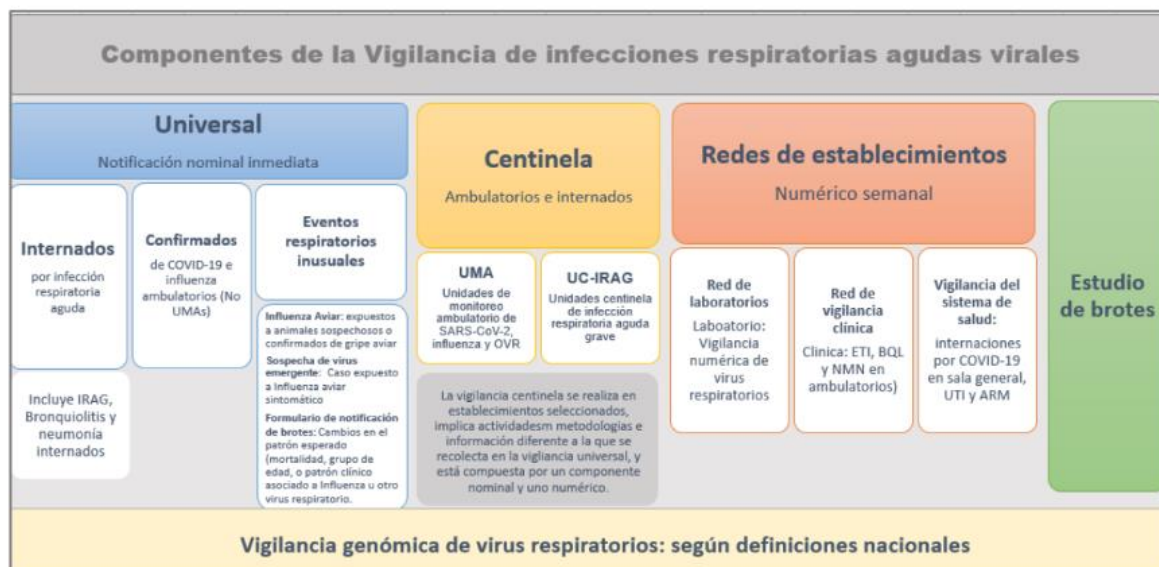 Componentes de la Vigilancia de infecciones respiratorias agudas virales
Universal
Notificación nominal inmediata
Internados
por infección
respiratoria
aguda
Incluye IRAG,
Bronquiolitis y
neumonía
internados
Confirmados
de COVID-19 e
influenza
ambulatorios (No
UMAs)
Eventos
respiratorios
inusuales
Influenza Aviar: expuestos
a animales sospechosos o
confirmados de gripe aviar
Sospecha de virus
emergente: Caso expuesto
a Influenza aviar
sintomático
Formulario de notificación
de brotes: Cambios en el
patrón esperado
(mortalidad, grupo de
edad, o patrón clínico
asociado a Influenza u otro
virus respiratorio.
Centinela
Ambulatorios e internados
UMA
Unidades de
monitoreo
ambulatorio de
SARS-CoV-2,
influenza y OVR
UC-IRAG
Unidades centinela
de infección
respiratoria aguda
grave
La vigilancia centinela se realiza en
establecimientos seleccionados,
implica actividadesm metodologías e
información diferente a la que se
recolecta en la vigliancia universal, y
está compuesta por un componente
nominal y uno numérico.
Redes de establecimientos
Numérico semanal
Red de
laboratorios
Laboatorio:
Vigilancia
numérica de
virus
respiratorios
Red de
vigilancia
clínica
Clinica: ETI, BQL
y NMN en
ambulatorios)
Vigilancia del
sistema de
salud:
internaciones
por COVID-19
en sala general,
UTI y ARM
Estudio
de brotes
Vigilancia genómica de virus respiratorios: según definiciones nacionales